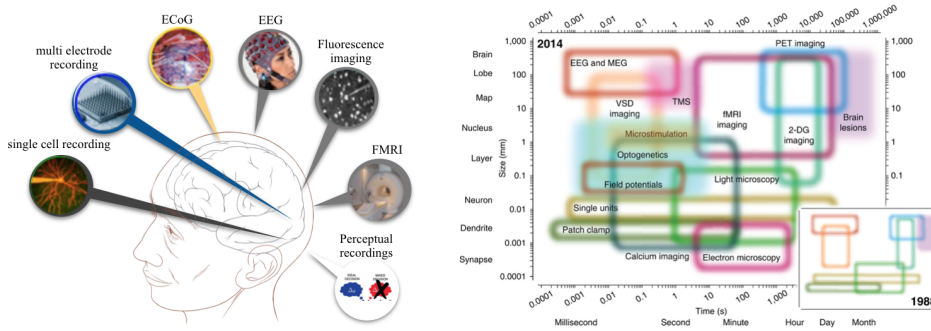 ECoG
EEG
multi electrode
recording
Fluorescence
imaging
single cell recording
FMRI
Perceptual
recordings
0.0001 0.001 0.01 0.1 1.0 10 100 1,000 10,000 100,000 1,000,000
2014
PET imaging
EEG and MEG
VSD
imaging
TMS
fMRI
imaging
2-DG
imaging
Brain
lesions
Microstimulation
Optogenetics
Field potentials
Light microscopy
Single units
Patch clamp
Calcium imaging
Electron microscopy
Brain
Lobe
Map
Nucleus
Layer
Neuron
Dendrite
Synapse
Size (mm)
1,000
100
10
1
0.1
0.01
0.001
0.0001
1,000
100
10
1
0.1
0.0001 0.001 0.01 0.1 1.0 10 100 1,000 10,000 100,000
Time (s)
Millisecond Second Minute Hour Day Month